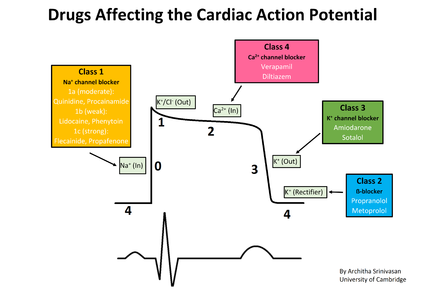 Drugs Affecting the Cardiac Action Potential
Class 4
Ca²⁺ channel blocker
Verapamil
Diltiazem
Class 1
Na⁺ channel blocker
1a (moderate):
Quinidine, Procainamide
1b (weak):
Lidocaine, Phenytoin
1c (strong):
Flecainide, Propafenone
K⁺/Cl⁻ (Out)
Ca²⁺ (In)
Class 3
K⁺ channel blocker
Amiodarone
Sotalol
1
2
Na⁺ (In)
0
3
K⁺ (Out)
K⁺ (Rectifier)
Class 2
B-blocker
Propranolol
Metoprolol
4
4
By Architha Srinivasan
University of Cambridge